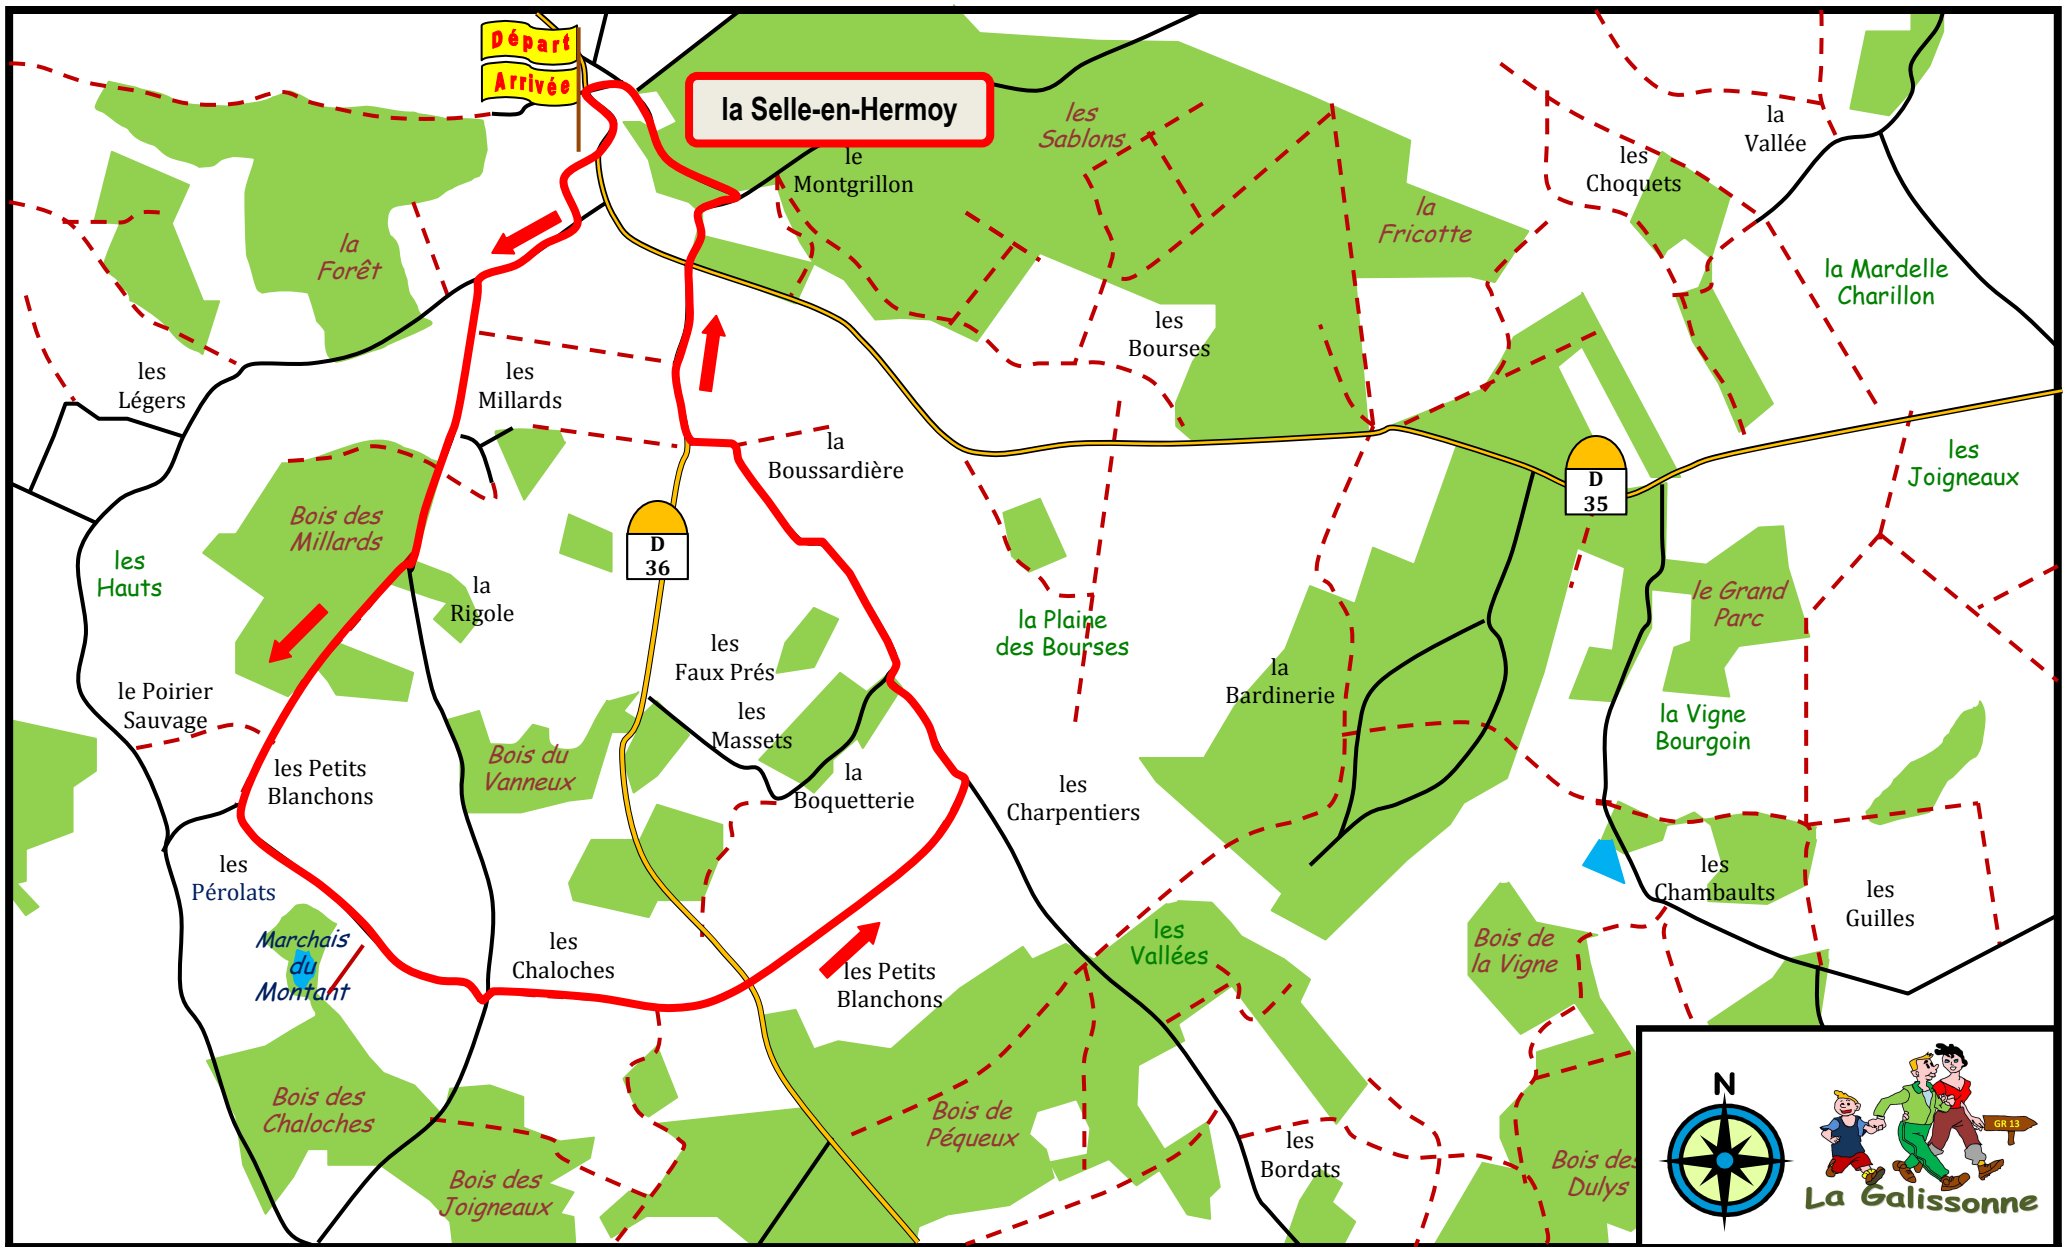 Départ
Arrivée
la Selle-en-Hermoy
les
Sablons
le
Montgrillon
la
Vallée
les
Choquets
la
Fricotte
la
Forêt
la Mardelle
Charillon
les
Bourses
les
Légers
les
Millards
la
Boussardière
les
Joigneaux
D
35
Bois des
Millards
D
36
les
Hauts
la
Rigole
le Grand
Parc
la Plaine
des Bourses
les
Faux Prés
la
Bardinerie
le Poirier
Sauvage
les
Massets
la Vigne
Bourgoin
Bois du
Vanneux
les Petits
Blanchons
la
Boquetterie
les
Charpentiers
les
Pérolats
les
Chambaults
les
Guilles
Marchais
du
Montant
les
Chaloches
les
Vallées
Bois de
la Vigne
les Petits
Blanchons
Bois des
Chaloches
Bois de
Péqueux
les
Bordats
Bois des
Joigneaux
Bois des
Dulys
N
GR 13
La Galissonne